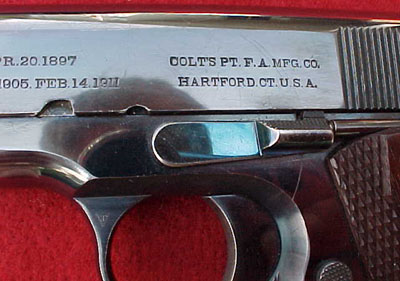 PR.20.1897
1905. FEB.14.1911
COLT'S PT. F. A. MFG. CO.
HARTFORD. CT. U. S. A.